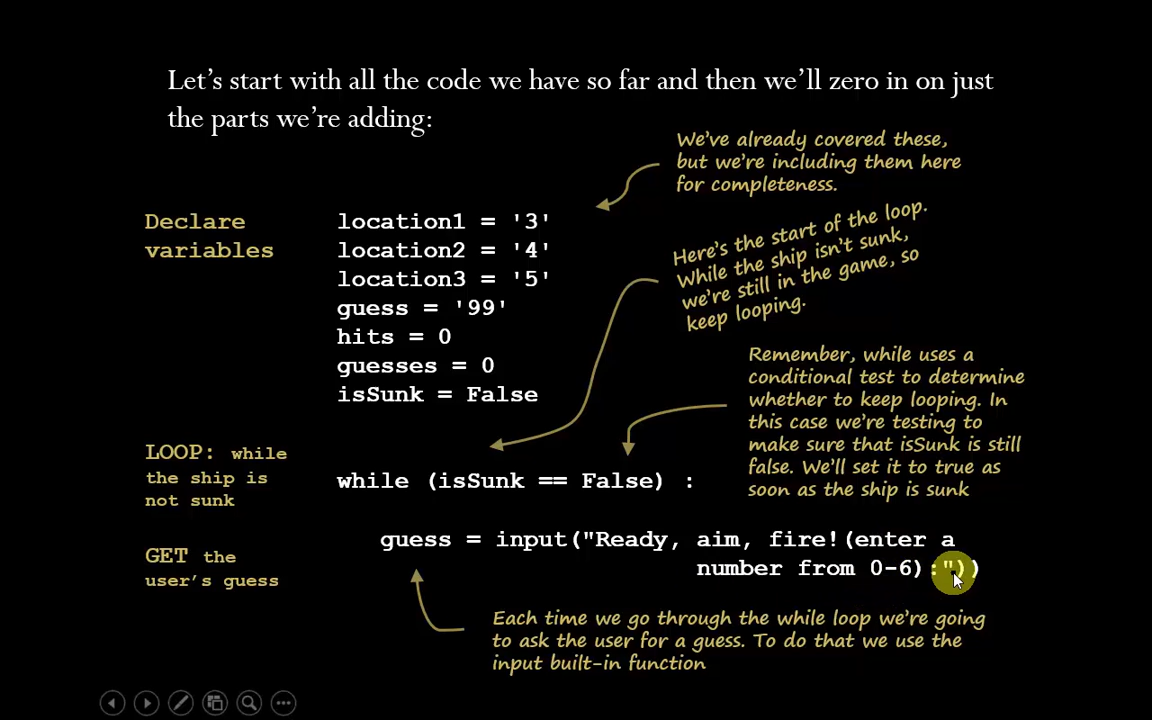 Let's start with all the code we have so far and then we'll zero in on just
the parts we're adding:
We've already covered these,
but we're including them here
for completeness.
Declare
variables
location1 = '3'
location2 = '4'
location3 = '5'
guess = '99'
hits = 0
guesses = 0
isSunk = False
Here's the start of the loop.
While the ship isn't sunk,
we're still in the game, so
keep looping.
Remember, while uses a
conditional test to determine
whether to keep looping. In
this case we're testing to
make sure that isSunk is still
false. We'll set it to true as
soon as the ship is sunk
LOOP: while
the ship is
not sunk
while (isSunk == False) :
GET the
user's guess
guess = input("Ready, aim, fire!(enter a
number from 0-6):"))
Each time we go through the while loop we're going
to ask the user for a guess. To do that we use the
input built-in function